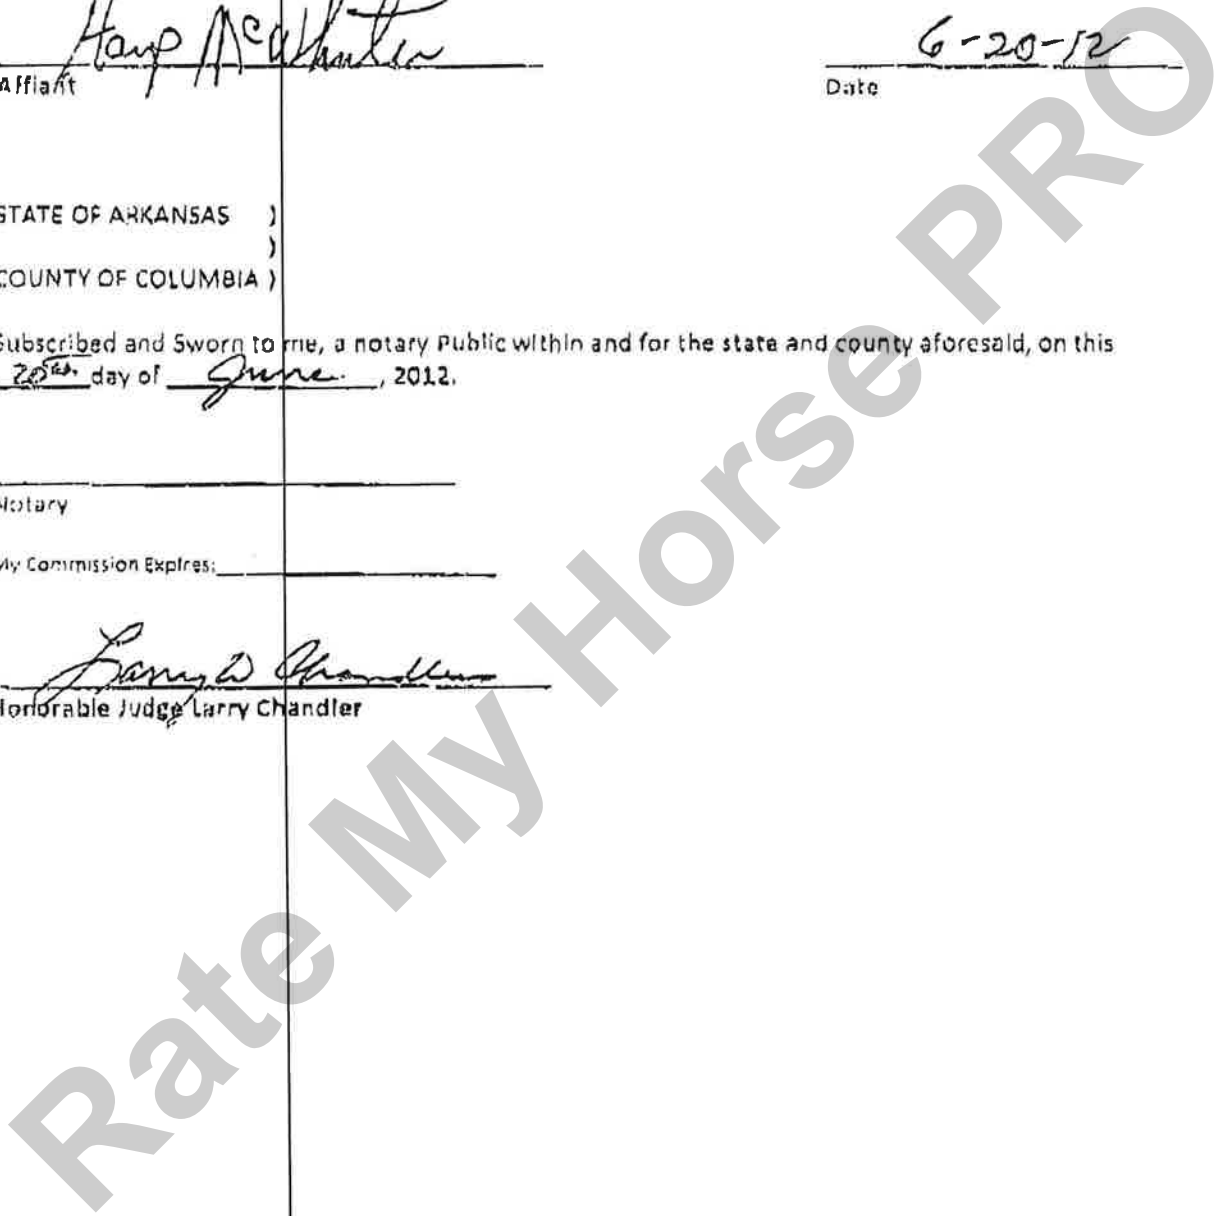 Affiant
6-20-12
Date
STATE OF ARKANSAS )
)
COUNTY OF COLUMBIA )
Subscribed and Sworn to me, a notary Public within and for the state and county aforesaid, on this
20th. day of June. , 2012.
Notary
My Commission Expires:
Larry D Chandler
Honorable Judge Larry Chandler
Rate My Horse PRO